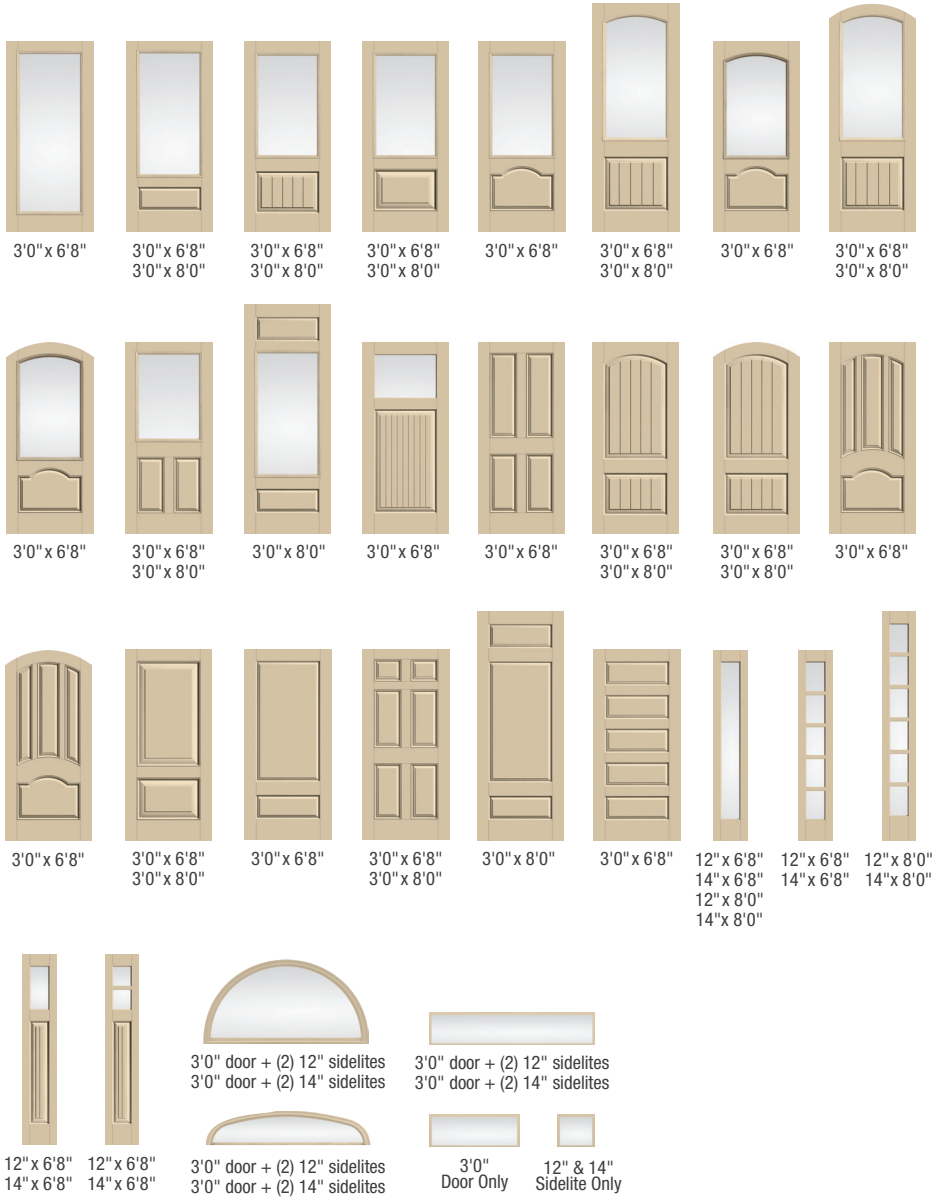 3'0" x 6'8"
3'0" x 6'8"
3'0" x 8'0"
3'0" x 6'8"
3'0" x 8'0"
3'0" x 6'8"
3'0" x 8'0"
3'0" x 6'8"
3'0" x 6'8"
3'0" x 8'0"
3'0" x 6'8"
3'0" x 6'8"
3'0" x 8'0"
3'0" x 6'8"
3'0" x 6'8"
3'0" x 8'0"
3'0" x 8'0"
3'0" x 6'8"
3'0" x 6'8"
3'0" x 6'8"
3'0" x 8'0"
3'0" x 6'8"
3'0" x 8'0"
3'0" x 6'8"
3'0" x 6'8"
3'0" x 6'8"
3'0" x 8'0"
3'0" x 6'8"
3'0" x 6'8"
3'0" x 8'0"
3'0" x 8'0"
3'0" x 6'8"
12" x 6'8"
14" x 6'8"
12" x 8'0"
14" x 8'0"
12" x 6'8"
14" x 6'8"
12" x 8'0"
14" x 8'0"
12" x 6'8"
14" x 6'8"
12" x 6'8"
14" x 6'8"
3'0" door + (2) 12" sidelites
3'0" door + (2) 14" sidelites
3'0" door + (2) 12" sidelites
3'0" door + (2) 14" sidelites
3'0" door + (2) 12" sidelites
3'0" door + (2) 14" sidelites
3'0"
Door Only
12" & 14"
Sidelite Only